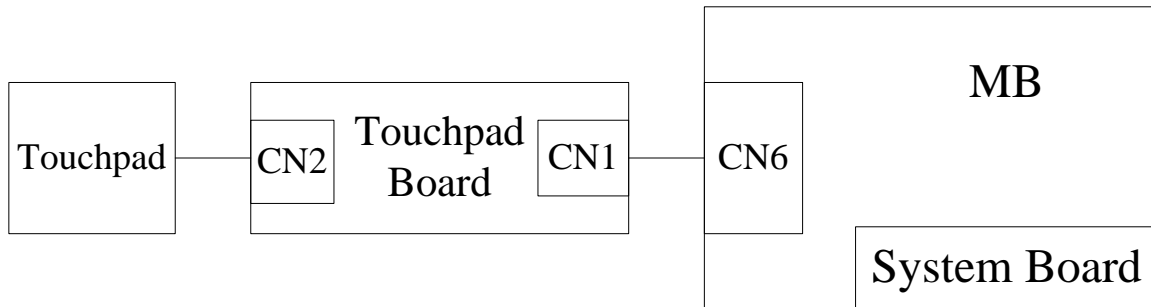 Touchpad
CN2
Touchpad
Board
CN1
CN6
MB
System Board